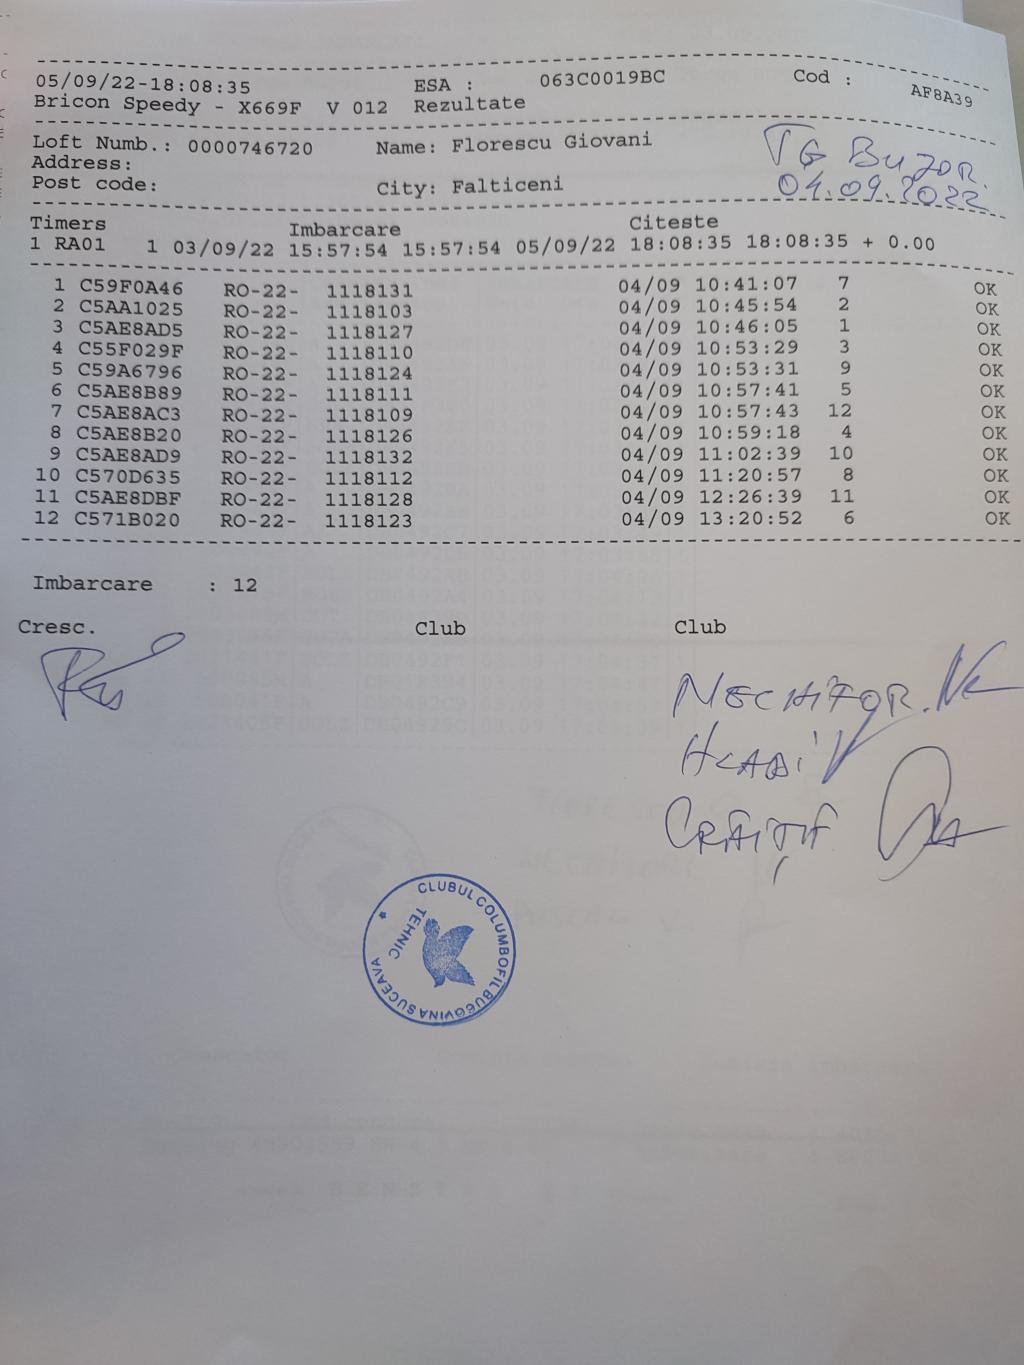 05/09/22-18:08:35 ESA : 063C0019BC Cod : AF8A39
Bricon Speedy - X669F V 012 Rezultate
Loft Numb.: 0000746720 Name: Florescu Giovani
TG BUJOR.
Address:
Post code: City: Falticeni
04.09.2022
Timers Imbarcare Citeste
1 RA01 1 03/09/22 15:57:54 15:57:54 05/09/22 18:08:35 18:08:35 + 0.00
1 C59F0A46 RO-22- 1118131 04/09 10:41:07 7 OK
2 C5AA1025 RO-22- 1118103 04/09 10:45:54 2 OK
3 C5AE8AD5 RO-22- 1118127 04/09 10:46:05 1 OK
4 C55F029F RO-22- 1118110 04/09 10:53:29 3 OK
5 C59A6796 RO-22- 1118124 04/09 10:53:31 9 OK
6 C5AE8B89 RO-22- 1118111 04/09 10:57:41 5 OK
7 C5AE8AC3 RO-22- 1118109 04/09 10:57:43 12 OK
8 C5AE8B20 RO-22- 1118126 04/09 10:59:18 4 OK
9 C5AE8AD9 RO-22- 1118132 04/09 11:02:39 10 OK
10 C570D635 RO-22- 1118112 04/09 11:20:57 8 OK
11 C5AE8DBF RO-22- 1118128 04/09 12:26:39 11 OK
12 C571B020 RO-22- 1118123 04/09 13:20:52 6 OK
Imbarcare : 12
Cresc. Club Club
NECHIFOR.
CLUBUL COLUMBOFIL BUCOVINA SUCEAVA
TEHNIC